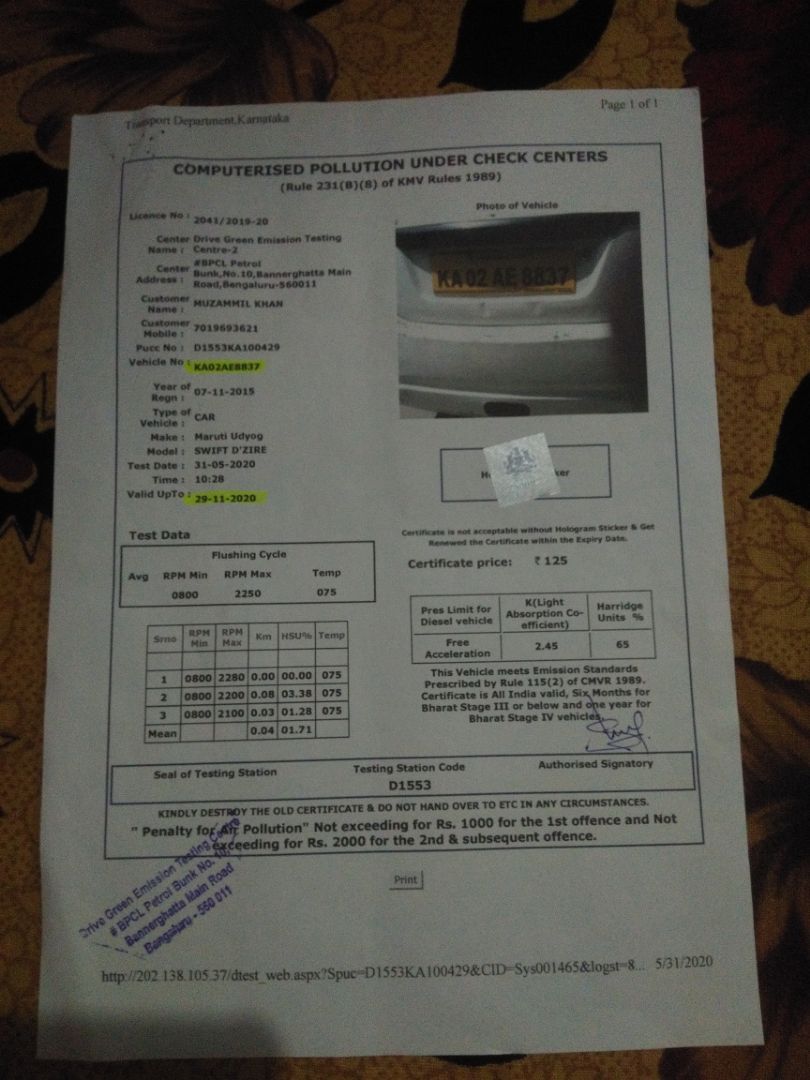 Transport Department,Karnataka
Page 1 of 1
COMPUTERISED POLLUTION UNDER CHECK CENTERS
(Rule 231(B)(8) of KMV Rules 1989)
Licence No : 2041/2019-20
Center Name : Drive Green Emission Testing
Centre-2
Center Address : #BPCL Petrol
Bunk,No.10,Bannerghatta Main
Road,Bengaluru-560011
Customer Name : MUZAMMIL KHAN
Customer Mobile : 7019693621
Pucc No : D1553KA100429
Vehicle No : KA02AE8837
Year of Regn : 07-11-2015
Type of Vehicle : CAR
Make : Maruti Udyog
Model : SWIFT D'ZIRE
Test Date : 31-05-2020
Time : 10:28
Valid UpTo : 29-11-2020
Photo of Vehicle
KA 02 AE 8837
Certificate is not acceptable without Hologram Sticker & Get
Renewed the Certificate within the Expiry Date.
Certificate price: ₹ 125
Test Data
Flushing Cycle
Avg RPM Min RPM Max Temp
0800 2250 075
Srno RPM Min RPM Max Km HSU% Temp
1 0800 2280 0.00 00.00 075
2 0800 2200 0.08 03.38 075
3 0800 2100 0.03 01.28 075
Mean 0.04 01.71
Pres Limit for Diesel vehicle K(Light Absorption Co-efficient) Harridge Units %
Free Acceleration 2.45 65
This Vehicle meets Emission Standards
Prescribed by Rule 115(2) of CMVR 1989.
Certificate is All India valid, Six Months for
Bharat Stage III or below and one year for
Bharat Stage IV vehicles.
Seal of Testing Station
Testing Station Code
D1553
Authorised Signatory
KINDLY DESTROY THE OLD CERTIFICATE & DO NOT HAND OVER TO ETC IN ANY CIRCUMSTANCES.
" Penalty for Air Pollution" Not exceeding for Rs. 1000 for the 1st offence and Not
exceeding for Rs. 2000 for the 2nd & subsequent offence.
Drive Green Emission Testing Centre
# BPCL Petrol Bunk No. 10,
Bannerghatta Main Road
Bangaluru - 560 011
Print
http://202.138.105.37/dtest_web.aspx?Spuc=D1553KA100429&CID=Sys001465&logst=8... 5/31/2020